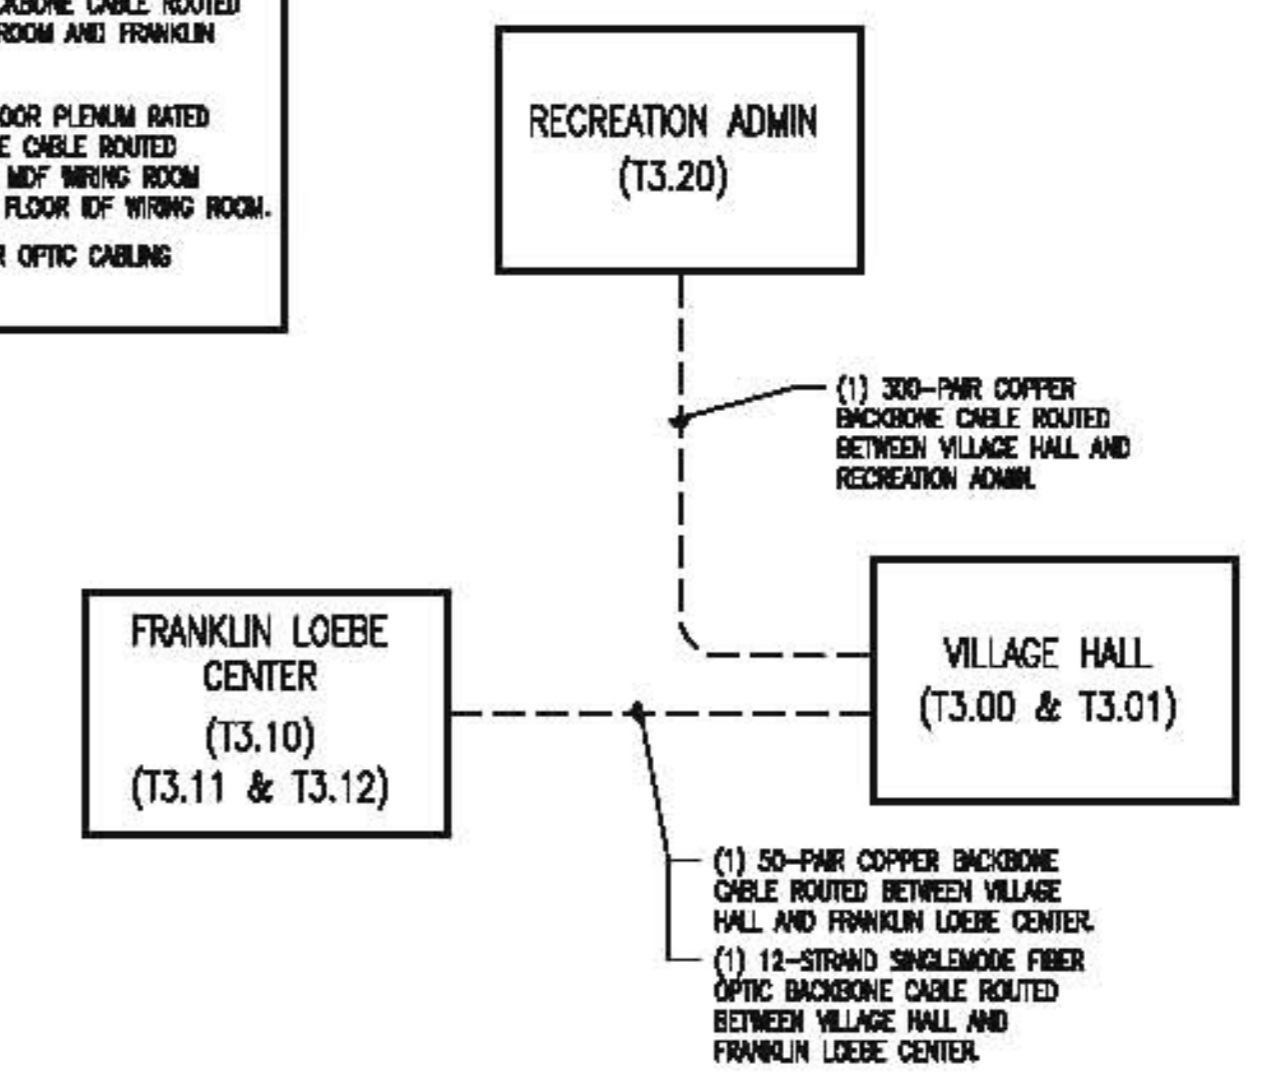 CKBONE CABLE ROUTED
ROOM AND FRANKLIN
OOR PLENUM RATED
E CABLE ROUTED
MDF WIRING ROOM
FLOOR IDF WIRING ROOM.
R OPTIC CABLING
RECREATION ADMIN
(T3.20)
(1) 300-PAIR COPPER
BACKBONE CABLE ROUTED
BETWEEN VILLAGE HALL AND
RECREATION ADMIN.
FRANKLIN LOEBE
CENTER
(T3.10)
(T3.11 & T3.12)
VILLAGE HALL
(T3.00 & T3.01)
(1) 50-PAIR COPPER BACKBONE
CABLE ROUTED BETWEEN VILLAGE
HALL AND FRANKLIN LOEBE CENTER.
(1) 12-STRAND SINGLEMODE FIBER
OPTIC BACKBONE CABLE ROUTED
BETWEEN VILLAGE HALL AND
FRANKLIN LOEBE CENTER.